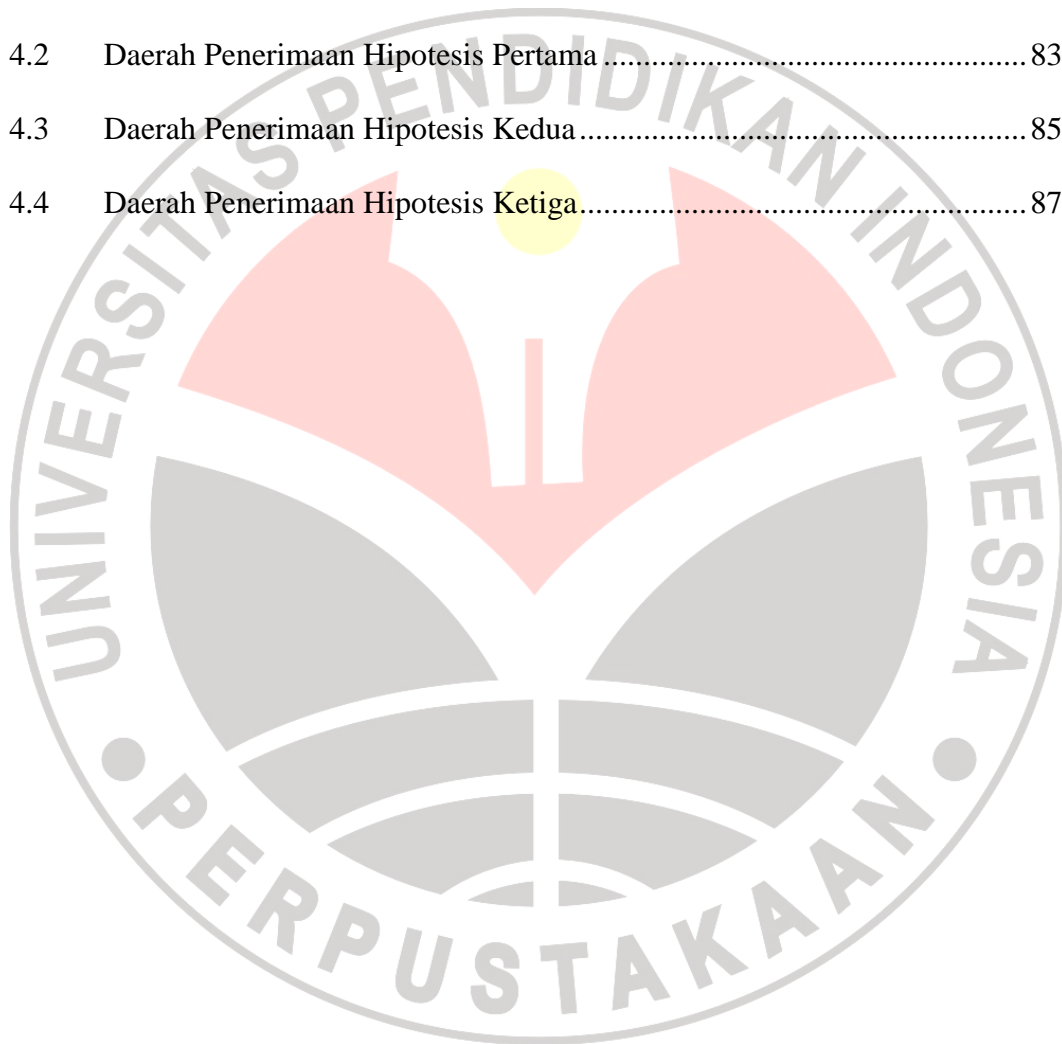 4.2 Daerah Penerimaan Hipotesis Pertama ................................................ 83
4.3 Daerah Penerimaan Hipotesis Kedua ................................................... 85
4.4 Daerah Penerimaan Hipotesis Ketiga ................................................... 87
UNIVERSITAS PENDIDIKAN INDONESIA
PERPUSTAKAAN